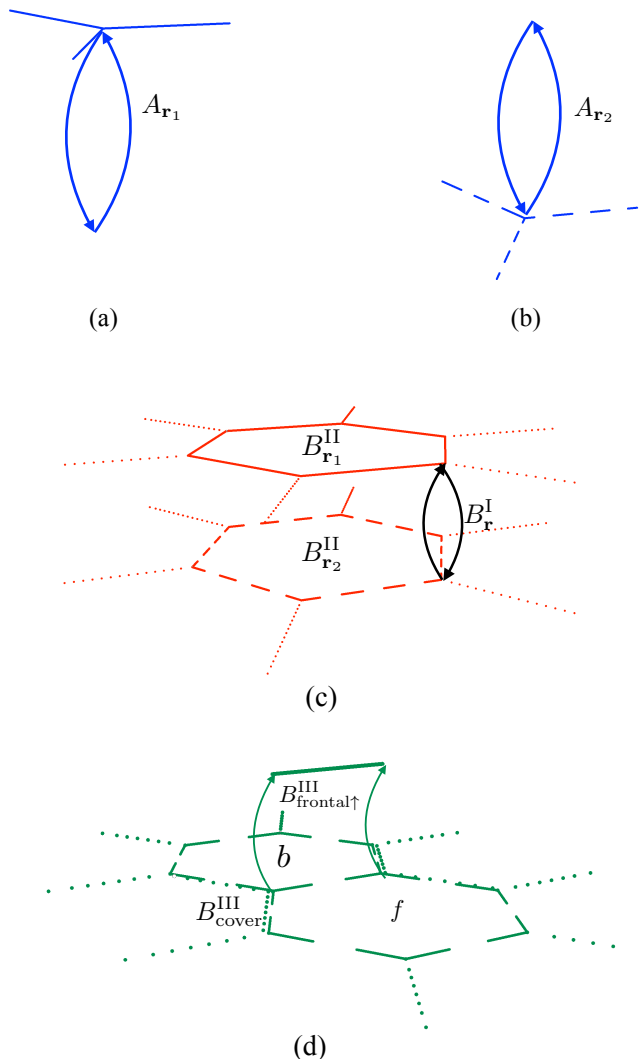 A_{r_1}
A_{r_2}
(a)
(b)
B^{II}_{r_1}
B^{I}_{r}
B^{II}_{r_2}
(c)
B^{III}_{frontal↑}
b
B^{III}_{cover}
f
(d)